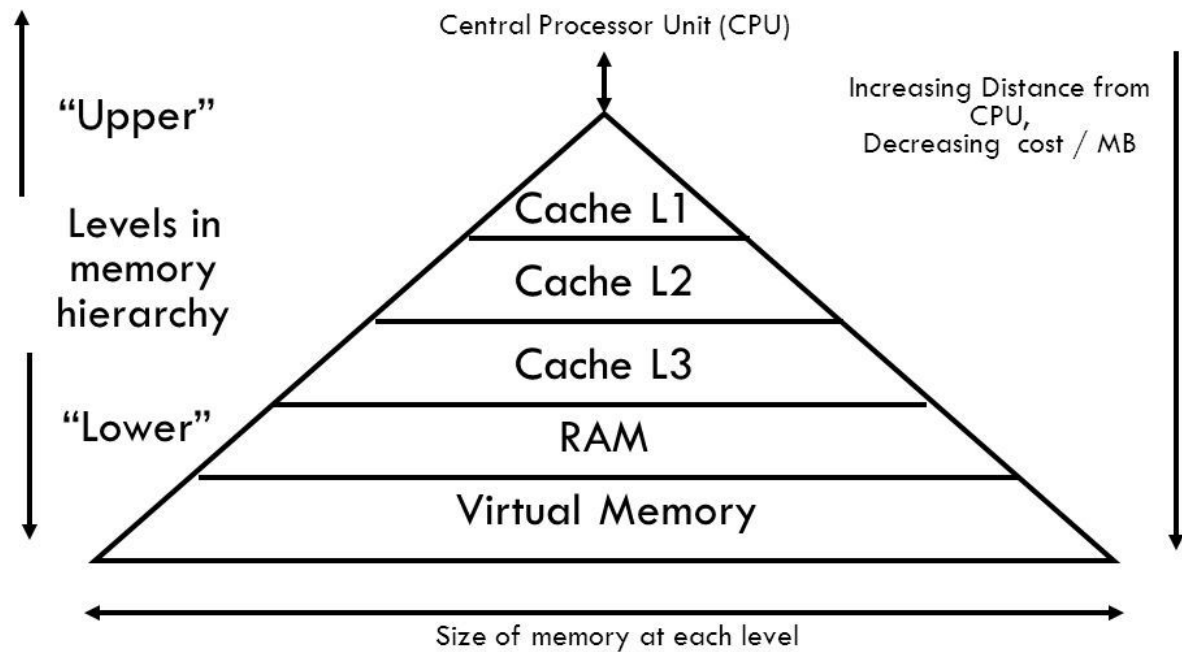 Central Processor Unit (CPU)
“Upper”
Increasing Distance from
CPU,
Decreasing cost / MB
Levels in
memory
hierarchy
“Lower”
Cache L1
Cache L2
Cache L3
RAM
Virtual Memory
Size of memory at each level